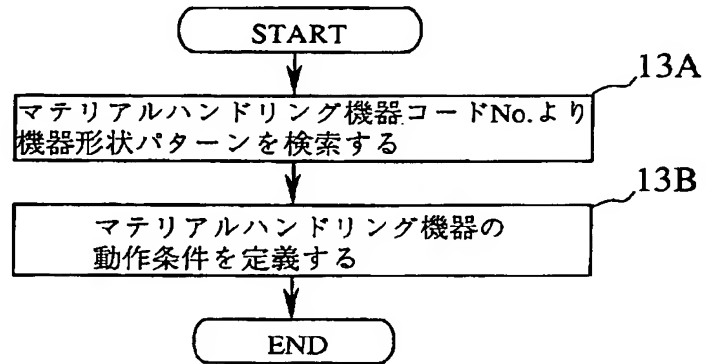 START
13A
マテリアルハンドリング機器コードNo.より
機器形状パターンを検索する
13B
マテリアルハンドリング機器の
動作条件を定義する
END